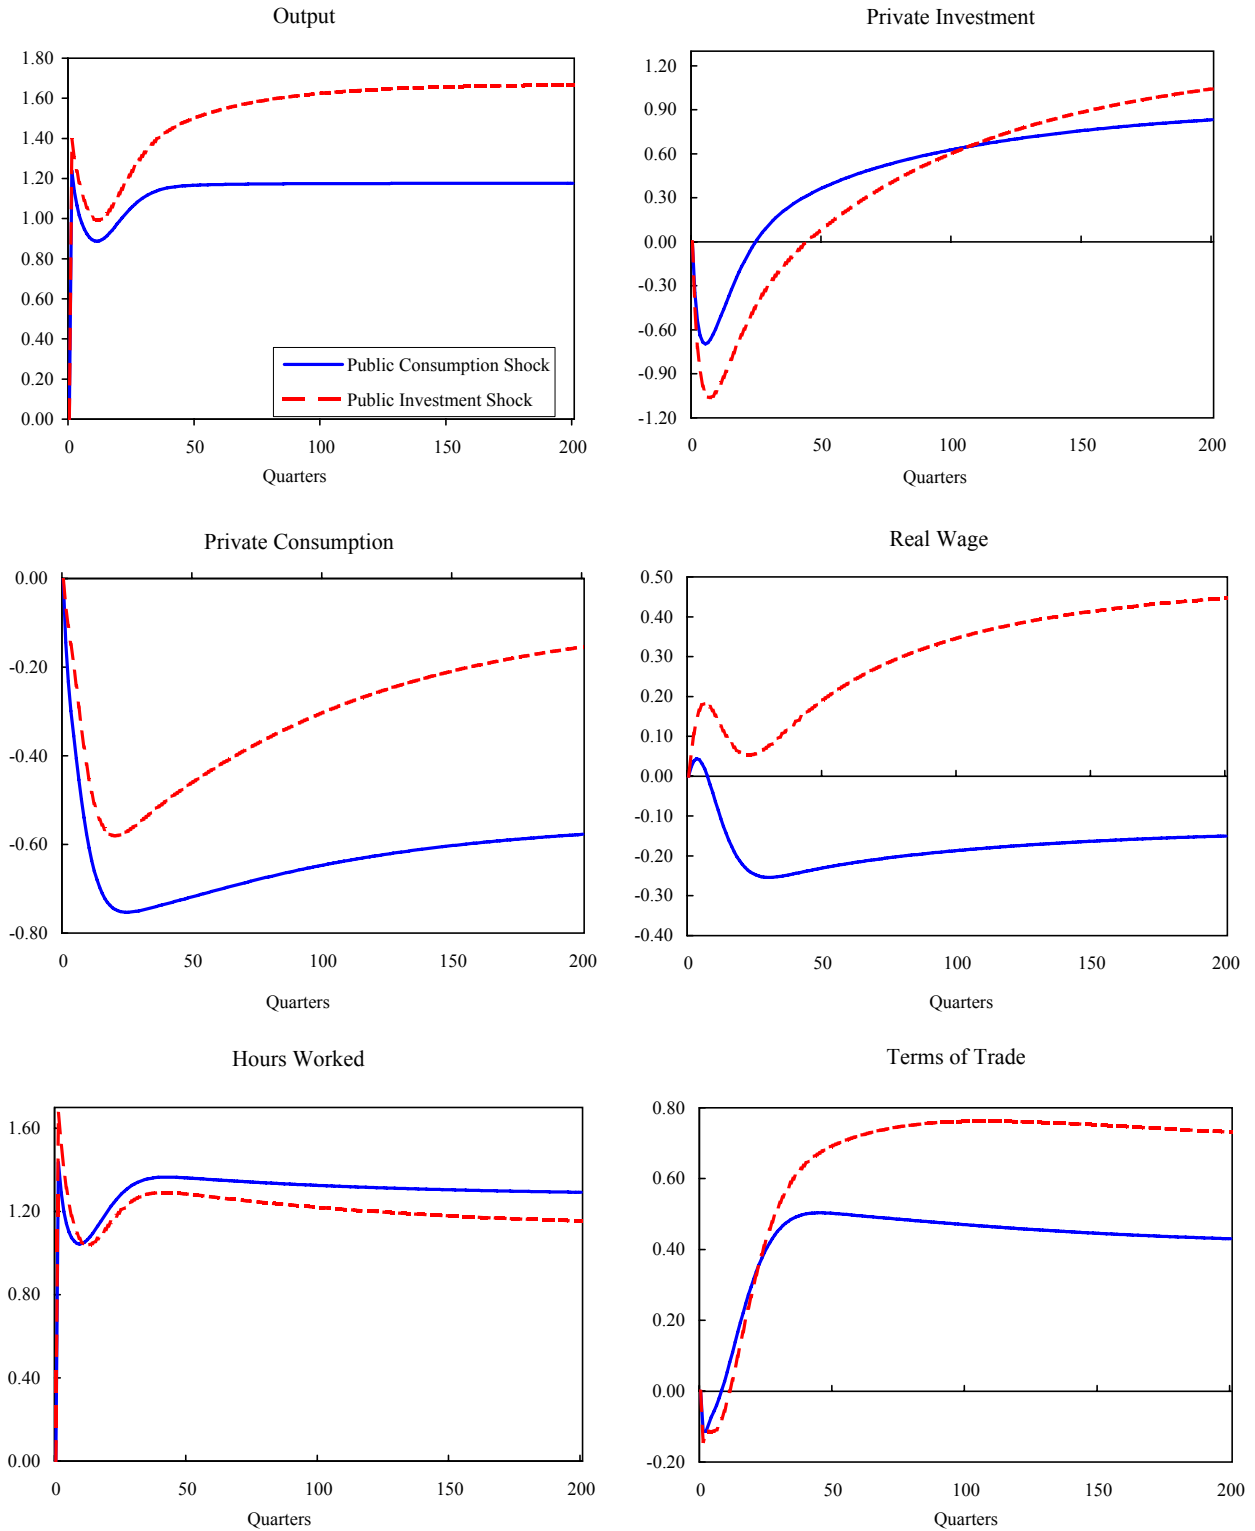 Output
1.80
1.60
1.40
1.20
1.00
0.80
0.60
0.40
0.20
0.00
Public Consumption Shock
Public Investment Shock
0 50 100 150 200
Quarters
Private Investment
1.20
0.90
0.60
0.30
0.00
-0.30
-0.60
-0.90
-1.20
0 50 100 150 200
Quarters
Private Consumption
0.00
-0.20
-0.40
-0.60
-0.80
0 50 100 150 200
Quarters
Real Wage
0.50
0.40
0.30
0.20
0.10
0.00
-0.10
-0.20
-0.30
-0.40
0 50 100 150 200
Quarters
Hours Worked
1.60
1.20
0.80
0.40
0.00
0 50 100 150 200
Quarters
Terms of Trade
0.80
0.60
0.40
0.20
0.00
-0.20
0 50 100 150 200
Quarters